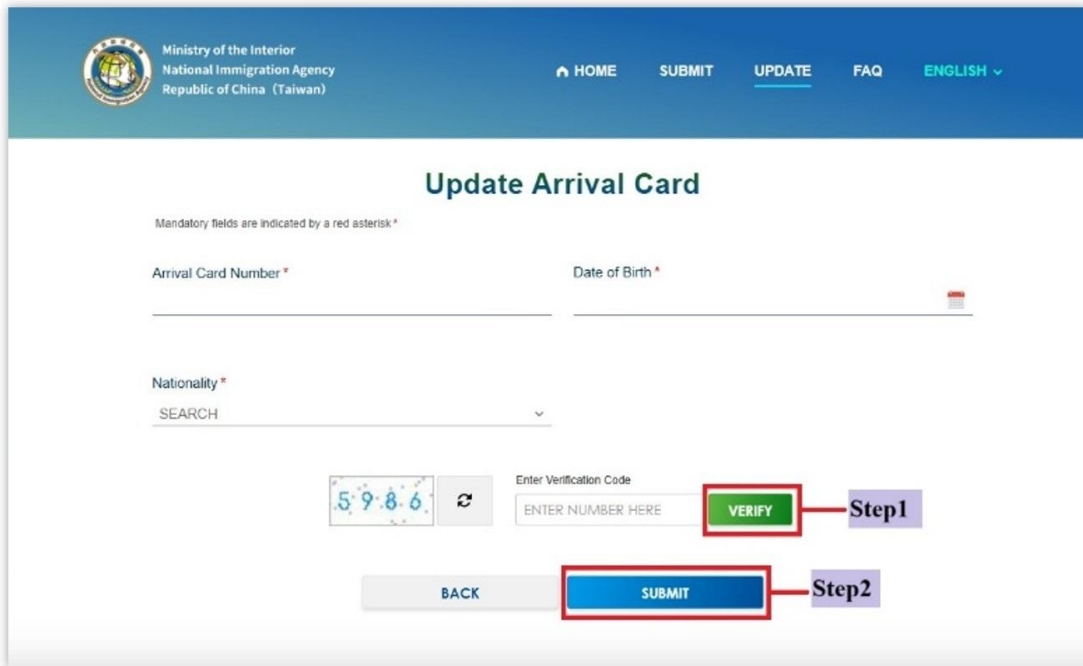 Ministry of the Interior
National Immigration Agency
Republic of China (Taiwan)
HOME SUBMIT UPDATE FAQ ENGLISH
Update Arrival Card
Mandatory fields are indicated by a red asterisk*
Arrival Card Number* Date of Birth*
Nationality*
SEARCH
Enter Verification Code
5986 ENTER NUMBER HERE VERIFY Step1
BACK SUBMIT Step2